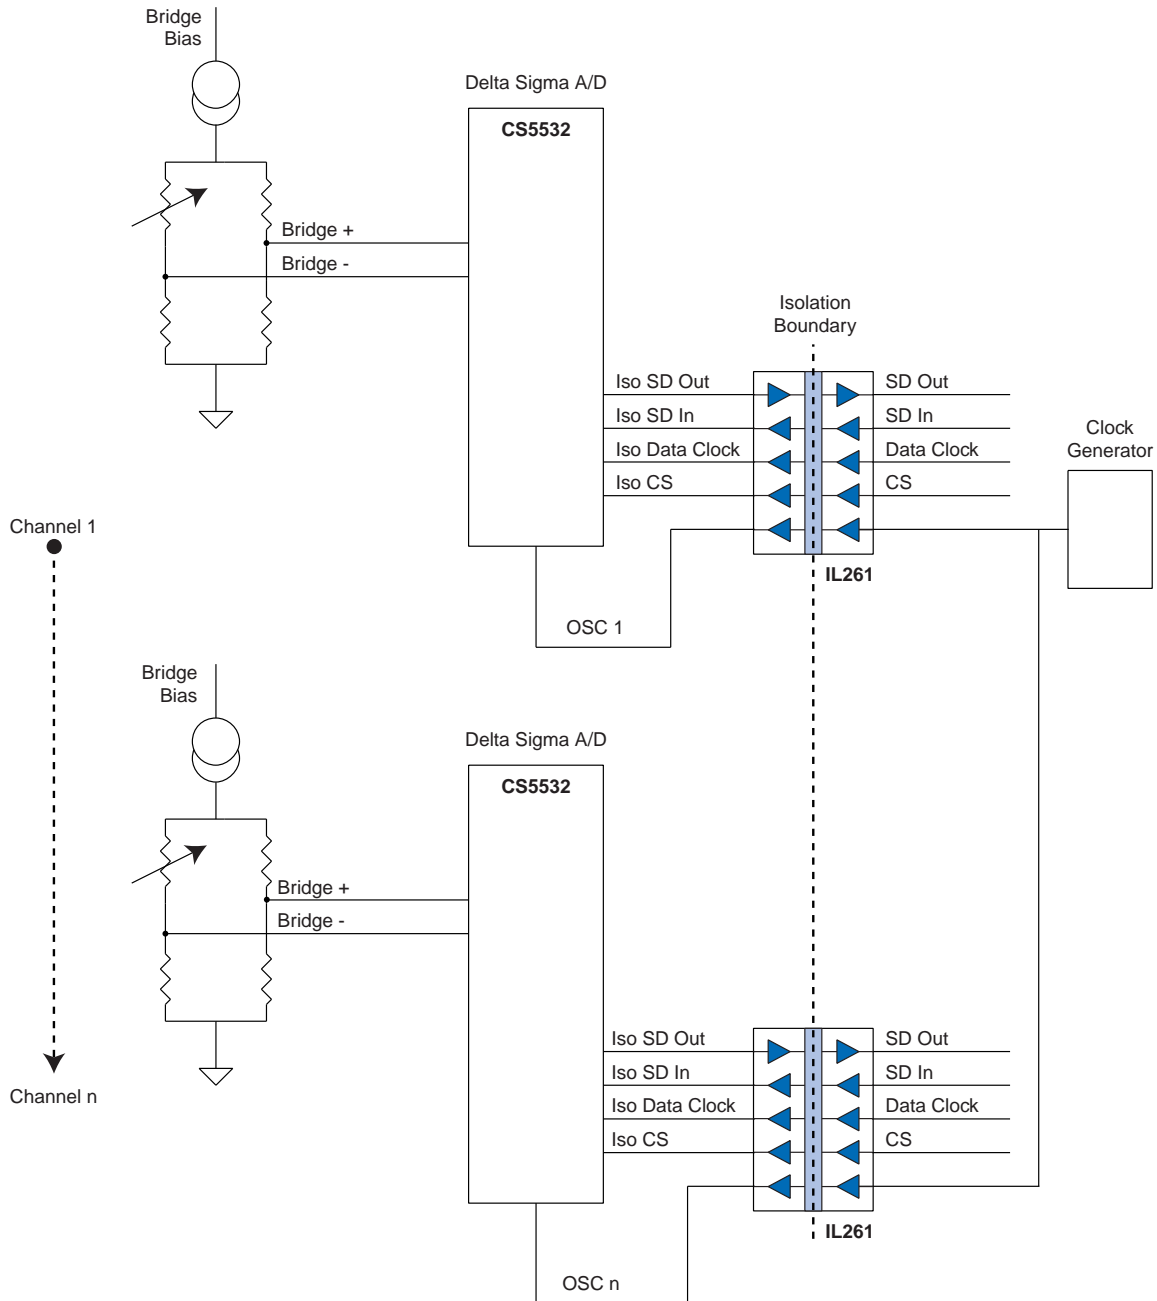 Bridge
Bias
Delta Sigma A/D
CS5532
Bridge +
Bridge -
Isolation
Boundary
Iso SD Out
SD Out
Iso SD In
SD In
Iso Data Clock
Data Clock
Iso CS
CS
Clock
Generator
Channel 1
IL261
OSC 1
Bridge
Bias
Delta Sigma A/D
CS5532
Bridge +
Bridge -
Iso SD Out
SD Out
Iso SD In
SD In
Iso Data Clock
Data Clock
Iso CS
CS
Channel n
IL261
OSC n